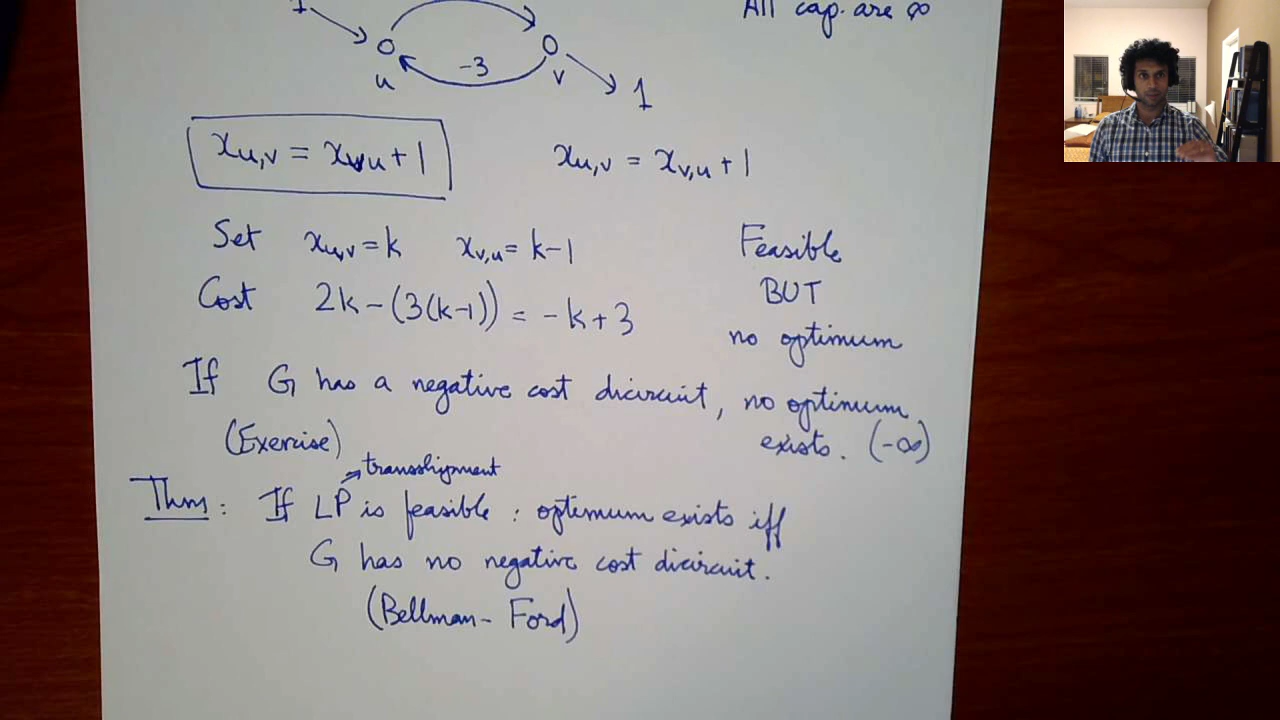 1
All cap. are ∞
-3
u
v
1
x_{u,v} = x_{v,u} + 1
x_{u,v} = x_{v,u} + 1
Set x_{u,v} = k x_{v,u} = k-1 Feasible
Cost 2k - (3(k-1)) = -k + 3 BUT
no optimum
If G has a negative cost dicircuit, no optimum
(Exercise) exists. (-∞)
transshipment
Thm: If LP is feasible : optimum exists iff
G has no negative cost dicircuit.
(Bellman-Ford)